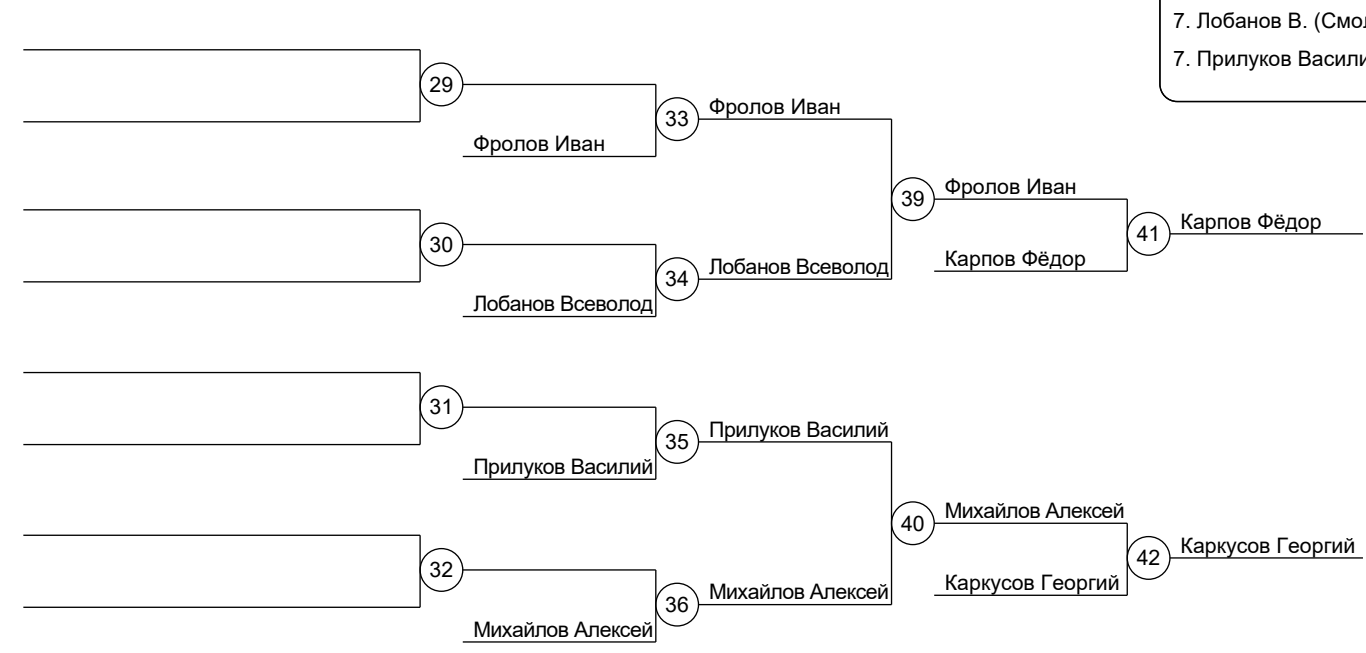 7. Лобанов В.
7. Прилуков
29
33
Фролов Иван
Фролов Иван
39
Фролов Иван
30
41
Карпов Фёдор
34
Лобанов Всеволод
Карпов Фёдор
Лобанов Всеволод
31
35
Прилуков Василий
Прилуков Василий
40
Михайлов Алексей
32
42
Каркусов Георгий
36
Михайлов Алексей
Каркусов Георгий
Михайлов Алексей